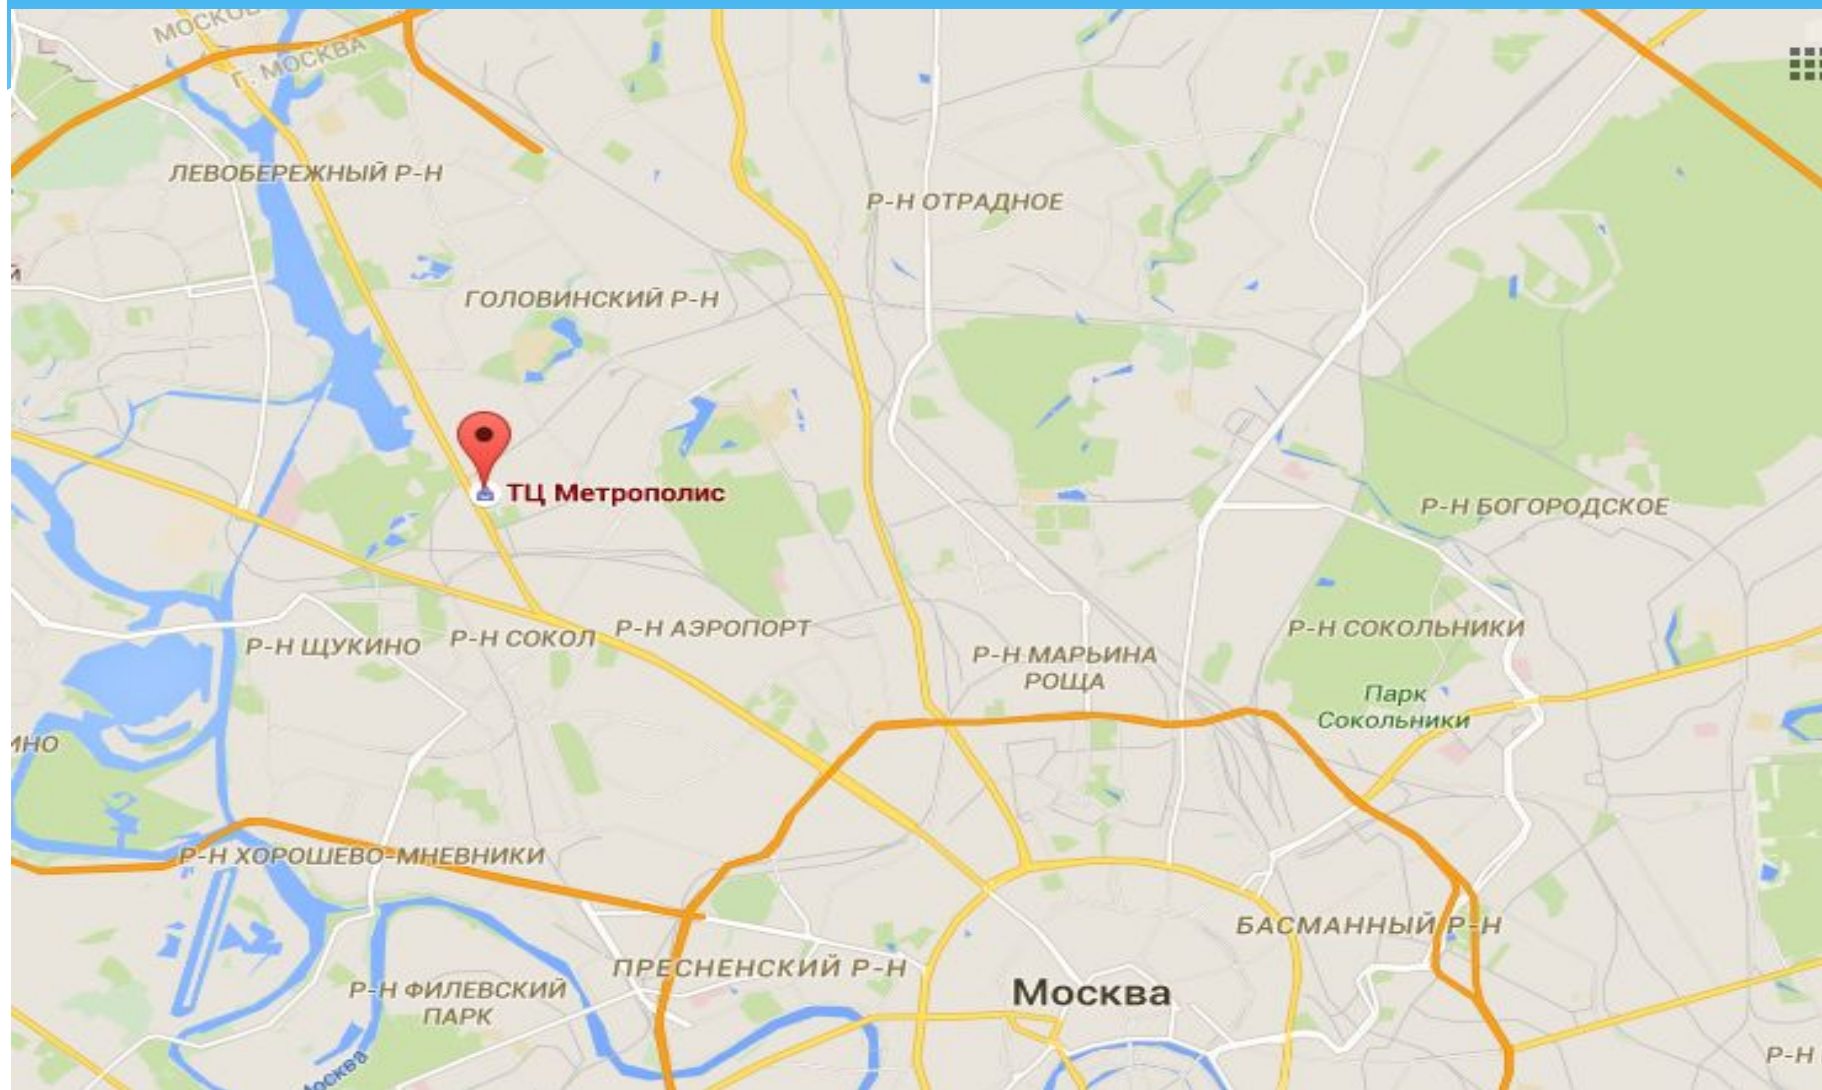 Г. МОСКВА
ЛЕВОБЕРЕЖНЫЙ Р-Н
Р-Н ОТРАДНОЕ
Й
ГОЛОВИНСКИЙ Р-Н
ТЦ Метрополис
Р-Н БОГОРОДСКОЕ
Р-Н ЩУКИНО
Р-Н СОКОЛ
Р-Н АЭРОПОРТ
Р-Н МАРЬИНА
РОЩА
Р-Н СОКОЛЬНИКИ
Парк
Сокольники
ИНО
Р-Н ХОРОШЕВО-МНЕВНИКИ
БАСМАННЫЙ Р-Н
ПРЕСНЕНСКИЙ Р-Н
Р-Н ФИЛЕВСКИЙ
ПАРК
Москва
Москва
Р-Н